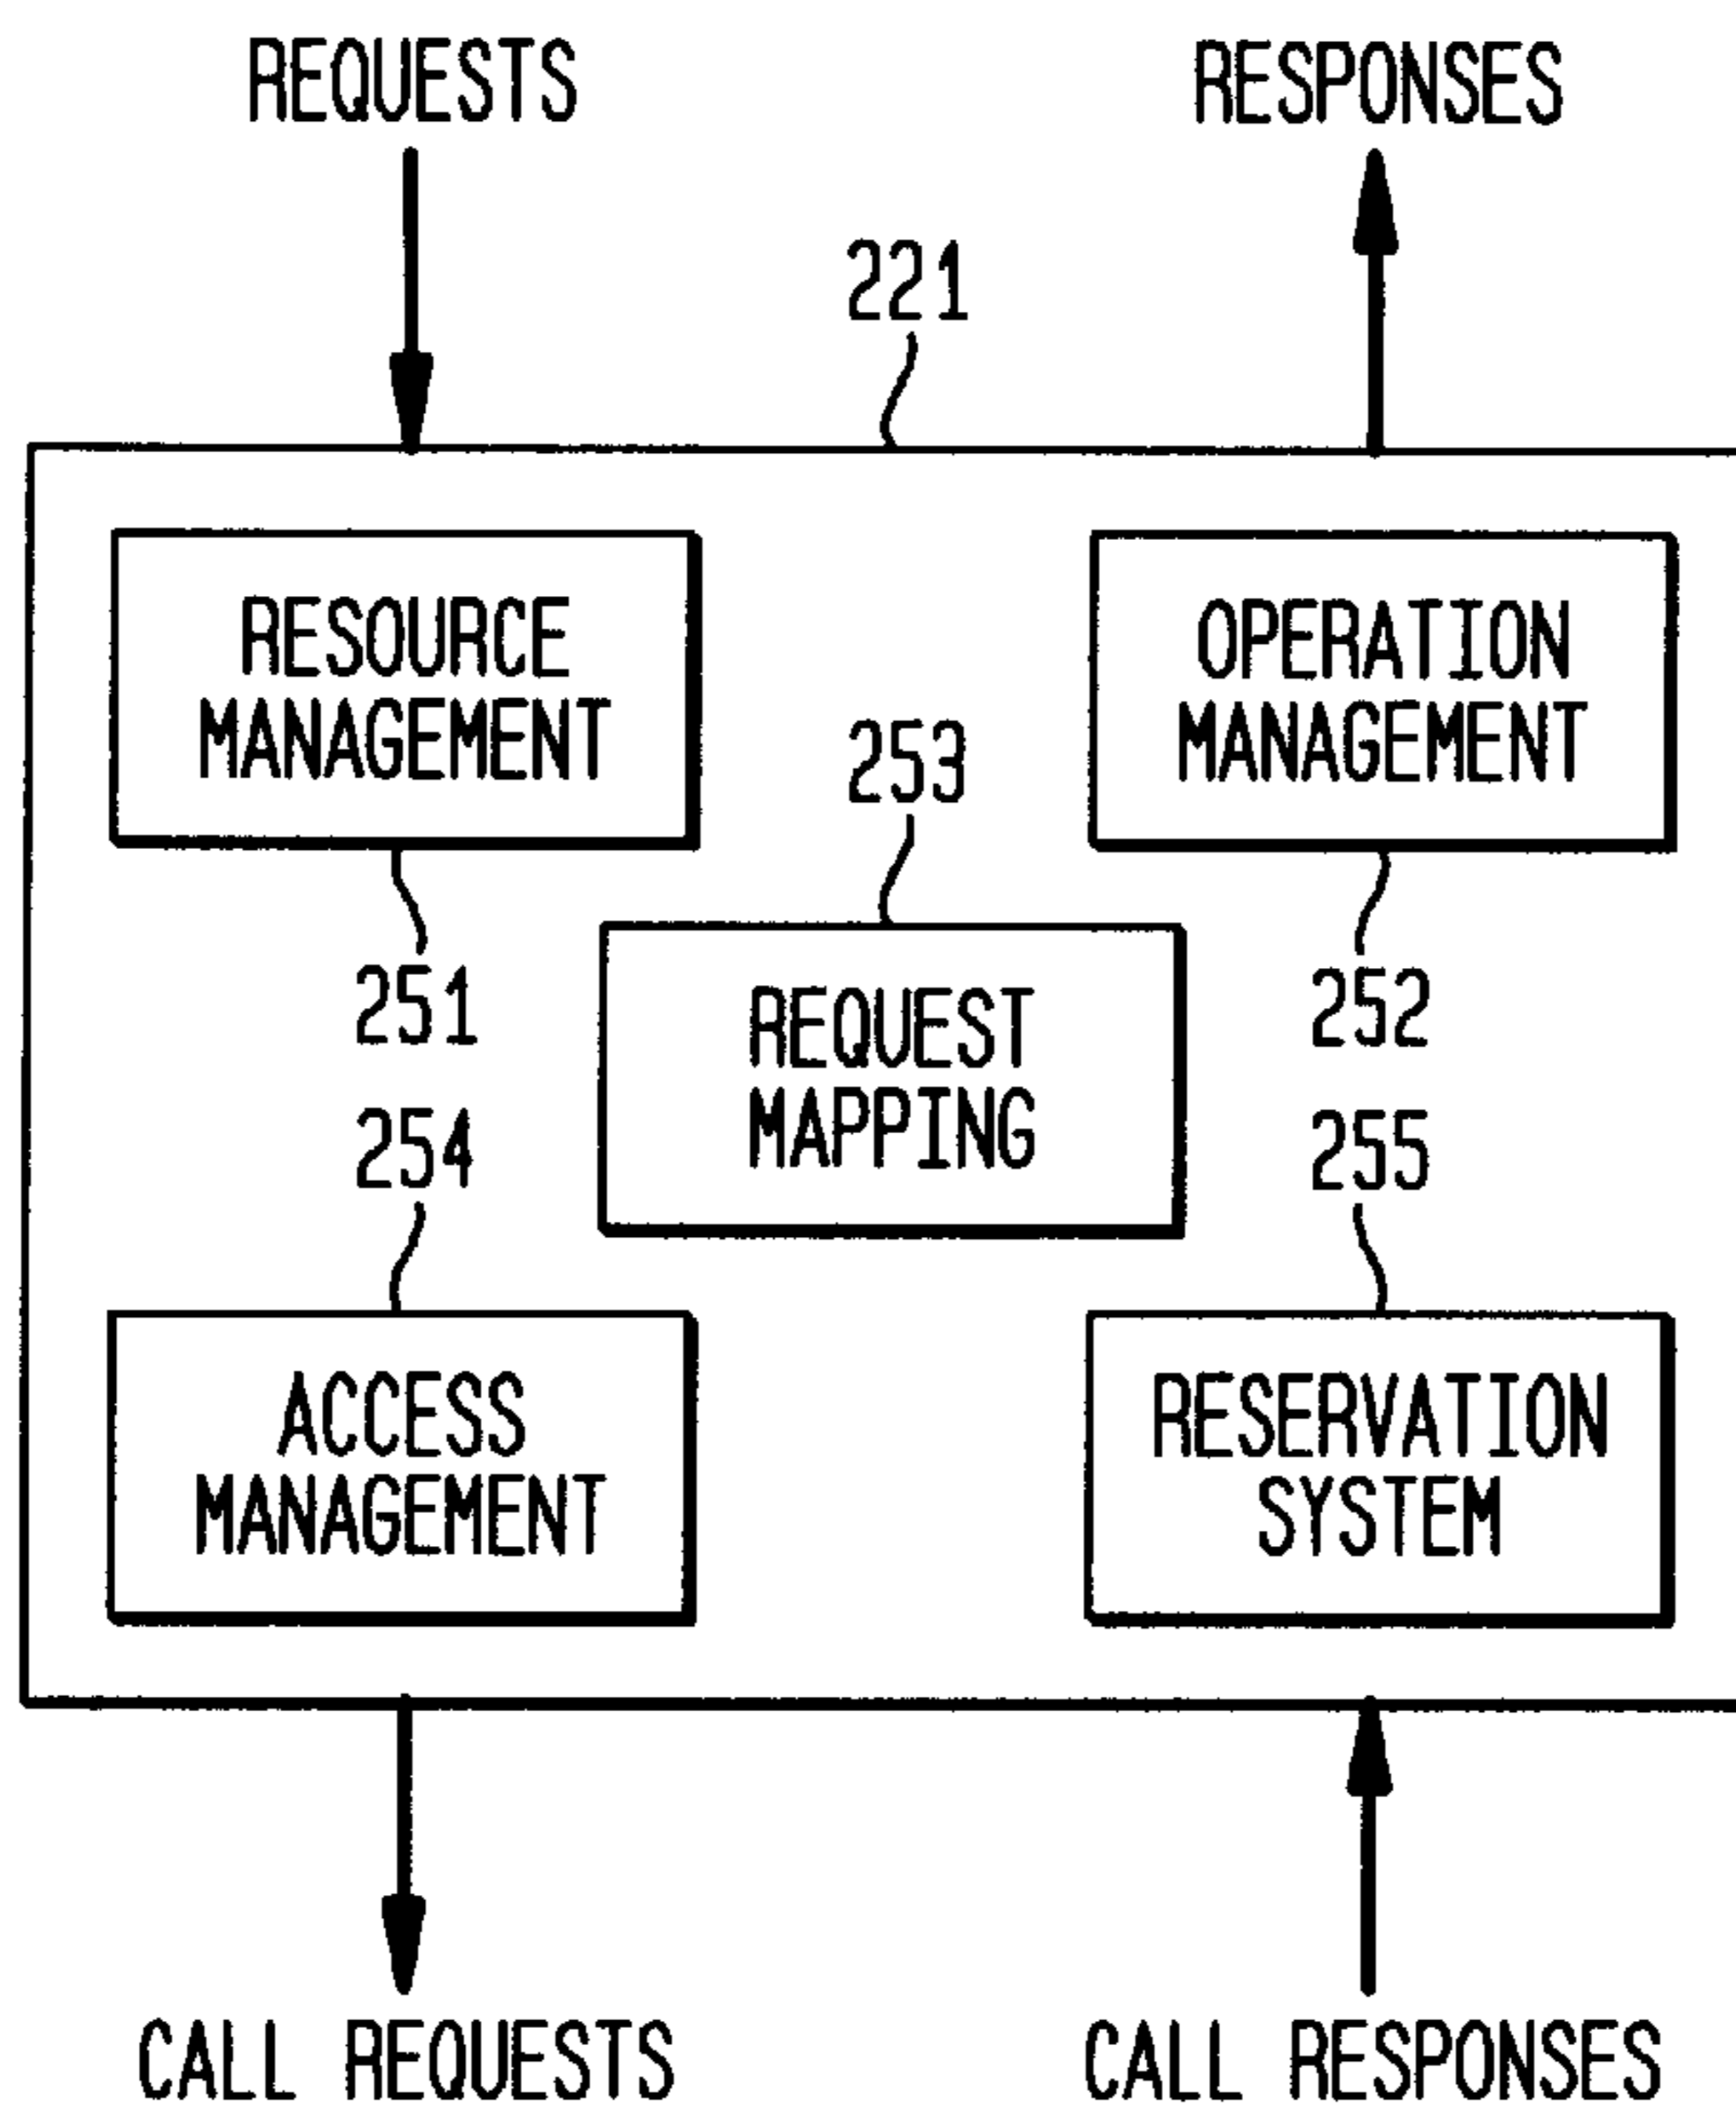 REQUESTS
RESPONSES
221
RESOURCE
MANAGEMENT
OPERATION
MANAGEMENT
253
251
252
REQUEST
MAPPING
254
255
ACCESS
MANAGEMENT
RESERVATION
SYSTEM
CALL REQUESTS
CALL RESPONSES